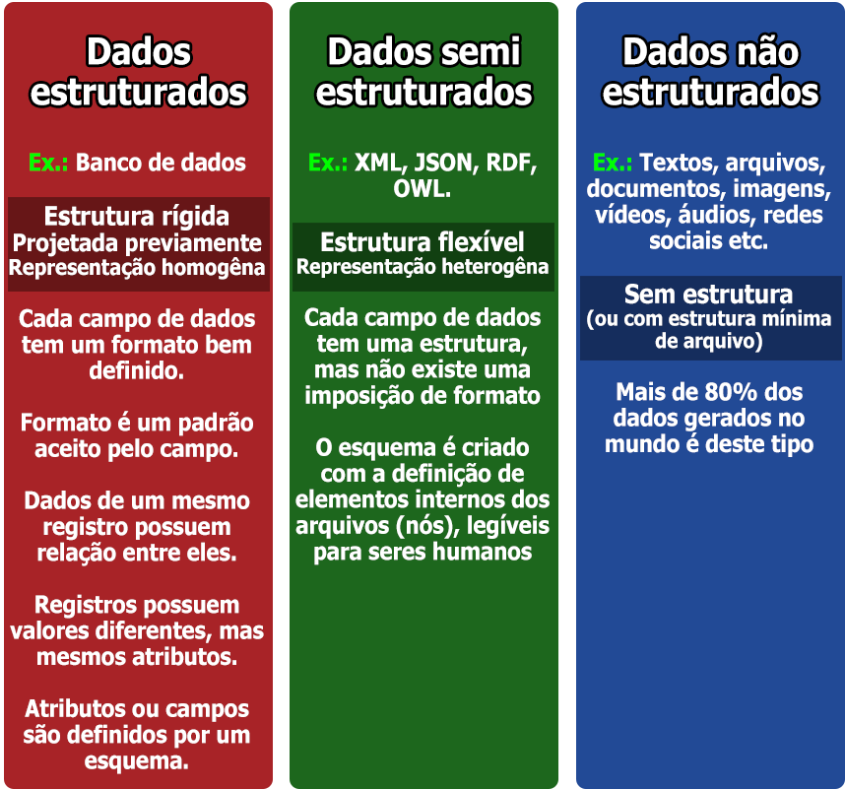 Dados
estruturados
Ex.: Banco de dados
Estrutura rígida
Projetada previamente
Representação homogêna
Cada campo de dados
tem um formato bem
definido.
Formato é um padrão
aceito pelo campo.
Dados de um mesmo
registro possuem
relação entre eles.
Registros possuem
valores diferentes, mas
mesmos atributos.
Atributos ou campos
são definidos por um
esquema.
Dados semi
estruturados
Ex.: XML, JSON, RDF,
OWL.
Estrutura flexível
Representação heterogêna
Cada campo de dados
tem uma estrutura,
mas não existe uma
imposição de formato
O esquema é criado
com a definição de
elementos internos dos
arquivos (nós), legíveis
para seres humanos
Dados não
estruturados
Ex.: Textos, arquivos,
documentos, imagens,
vídeos, áudios, redes
sociais etc.
Sem estrutura
(ou com estrutura mínima
de arquivo)
Mais de 80% dos
dados gerados no
mundo é deste tipo